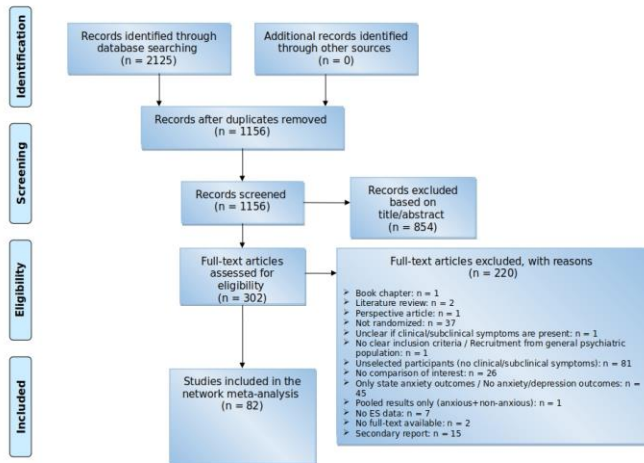 Identification
Records identified through
database searching
(n = 2125)
Additional records identified
through other sources
(n = 0)
Records after duplicates removed
(n = 1156)
Screening
Records screened
(n = 1156)
Records excluded
based on
title/abstract
(n = 854)
Eligibility
Full-text articles
assessed for
eligibility
(n = 302)
Full-text articles excluded, with reasons
(n = 220)
➢ Book chapter: n = 1
➢ Literature review: n = 2
➢ Perspective article: n = 1
➢ Not randomized: n = 37
➢ Unclear if clinical/subclinical symptoms are present: n = 1
➢ No clear inclusion criteria / Recruitment from general psychiatric
population: n = 1
➢ Unselected participants (no clinical/subclinical symptoms): n = 81
➢ No comparison of interest: n = 26
➢ Only state anxiety outcomes / No anxiety/depression outcomes: n =
45
➢ Pooled results only (anxious+non-anxious): n = 1
➢ No ES data: n = 7
➢ No full-text available: n = 2
➢ Secondary report: n = 15
Included
Studies included in the
network meta-analysis
(n = 82)